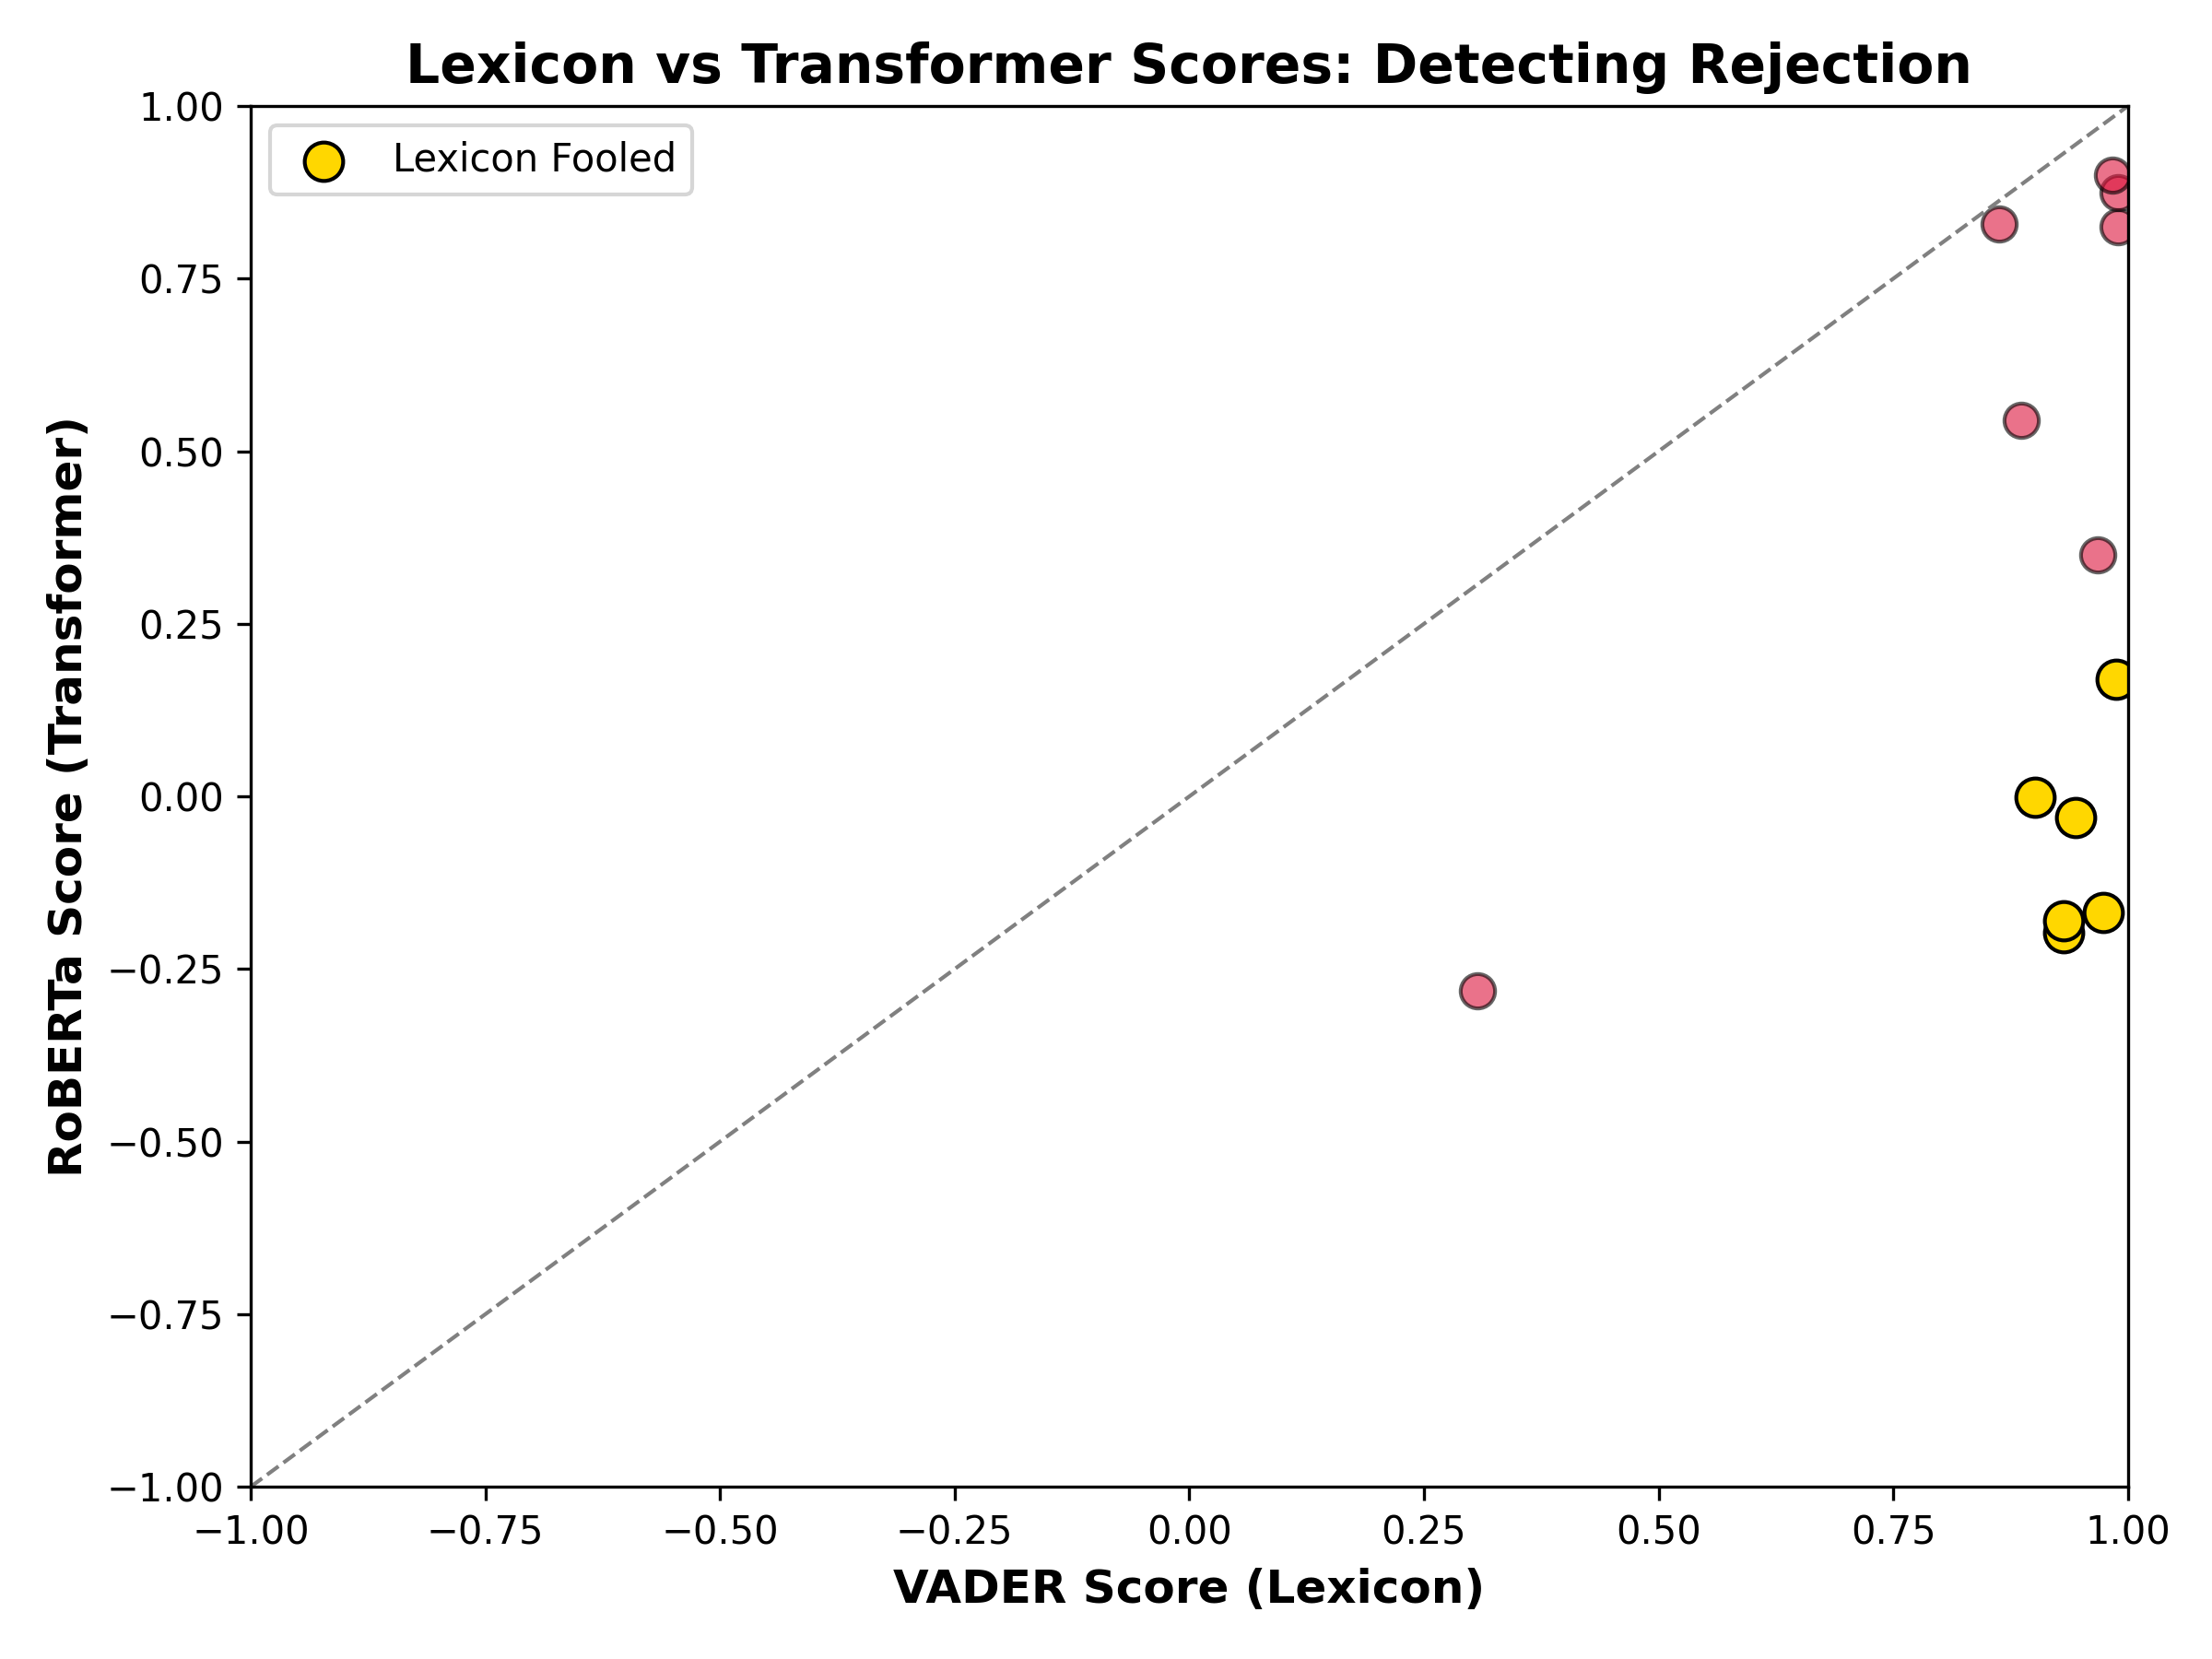 Lexicon vs Transformer Scores: Detecting Rejection
Lexicon Fooled
RoBERTa Score (Transformer)
1.00
0.75
0.50
0.25
0.00
−0.25
−0.50
−0.75
−1.00
−1.00 −0.75 −0.50 −0.25 0.00 0.25 0.50 0.75 1.00
VADER Score (Lexicon)